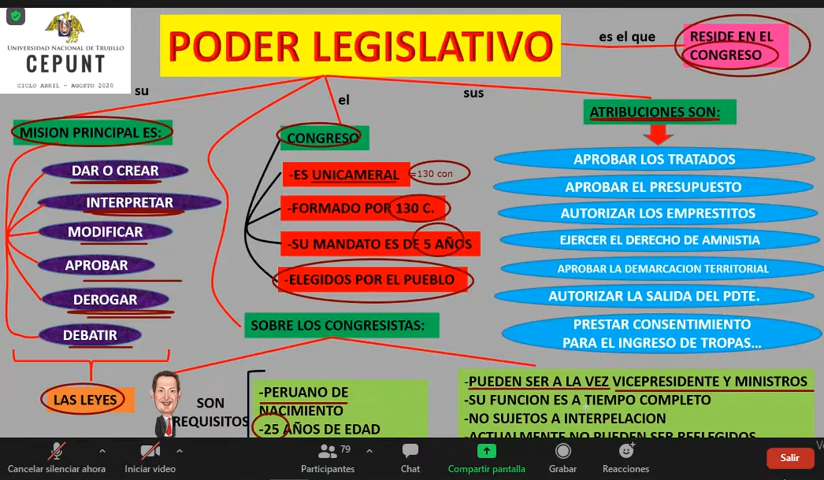 UNIVERSIDAD NACIONAL DE TRUJILLO
CEPUNT
CICLO ABRIL - AGOSTO 2020
PODER LEGISLATIVO
es el que
RESIDE EN EL
CONGRESO
su
el
sus
MISION PRINCIPAL ES:
DAR O CREAR
INTERPRETAR
MODIFICAR
APROBAR
DEROGAR
DEBATIR
LAS LEYES
CONGRESO
-ES UNICAMERAL
=130 con
-FORMADO POR 130 C.
-SU MANDATO ES DE 5 AÑOS
-ELEGIDOS POR EL PUEBLO
ATRIBUCIONES SON:
APROBAR LOS TRATADOS
APROBAR EL PRESUPUESTO
AUTORIZAR LOS EMPRESTITOS
EJERCER EL DERECHO DE AMNISTIA
APROBAR LA DEMARCACION TERRITORIAL
AUTORIZAR LA SALIDA DEL PDTE.
PRESTAR CONSENTIMIENTO
PARA EL INGRESO DE TROPAS...
SOBRE LOS CONGRESISTAS:
SON
REQUISITOS
-PERUANO DE
NACIMIENTO
-25 AÑOS DE EDAD
-PUEDEN SER A LA VEZ VICEPRESIDENTE Y MINISTROS
-SU FUNCION ES A TIEMPO COMPLETO
-NO SUJETOS A INTERPELACION
-ACTUALMENTE NO PUEDEN SER REELEGIDOS
Cancelar silenciar ahora
Iniciar video
79
Participantes
Chat
Compartir pantalla
Grabar
Reacciones
Salir